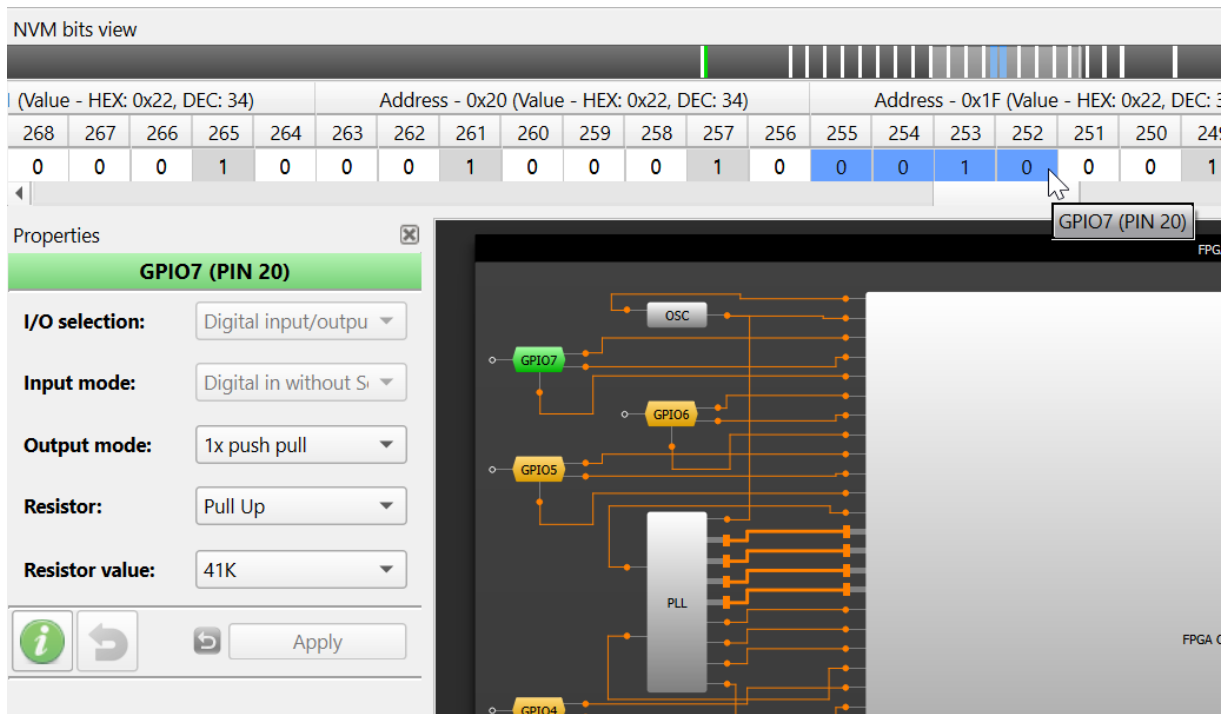 NVM bits view
(Value - HEX: 0x22, DEC: 34) Address - 0x20 (Value - HEX: 0x22, DEC: 34) Address - 0x1F (Value - HEX: 0x22, DEC:
268 267 266 265 264 263 262 261 260 259 258 257 256 255 254 253 252 251 250 249
0 0 0 1 0 0 0 1 0 0 0 1 0 0 0 1 0 0 0 1
GPIO7 (PIN 20)
Properties
GPIO7 (PIN 20)
FPGA
I/O selection: Digital input/outpu
OSC
GPIO7
Input mode: Digital in without S
GPIO6
Output mode: 1x push pull
GPIO5
Resistor: Pull Up
Resistor value: 41K
PLL
i Apply
FPGA
GPIO4